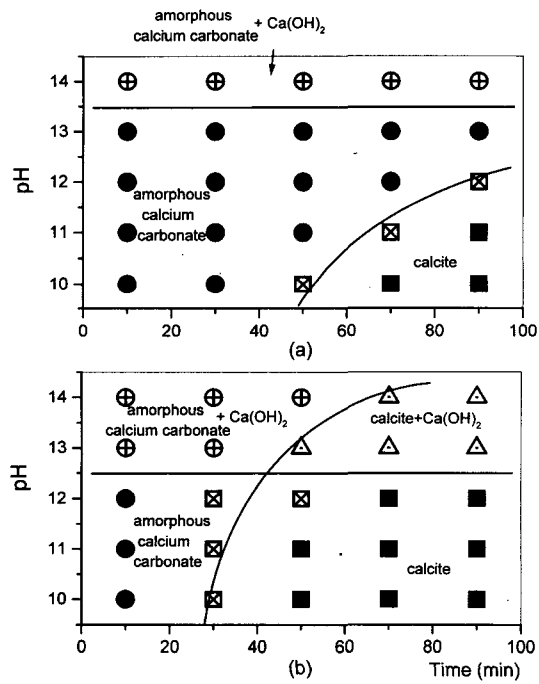 amorphous
calcium carbonate + Ca(OH)2
14
13
12
11
10
pH
amorphous
calcium
carbonate
calcite
0 20 40 60 80 100
(a)
14
13
12
11
10
pH
amorphous
calcium carbonate + Ca(OH)2
calcite+Ca(OH)2
amorphous
calcium
carbonate
calcite
0 20 40 60 80 100
(b) Time (min)